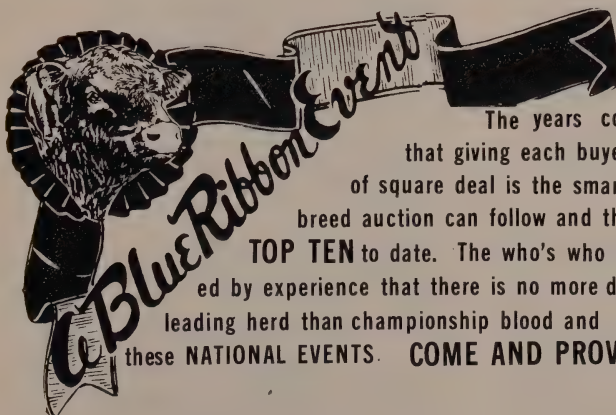 A Blue Ribbon Event
The years co
that giving each buye
of square deal is the smar
breed auction can follow and th
TOP TEN to date. The who's who
ed by experience that there is no more d
leading herd than championship blood and
these NATIONAL EVENTS. COME AND PROV